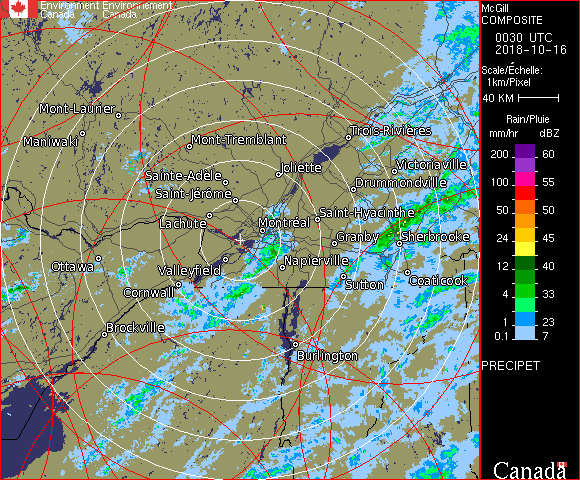 Environment Environnement
Canada Canada
McGill
COMPOSITE
0030 UTC
2018-10-16
Scale/Échelle:
1km/Pixel
40 KM
Rain/Pluie
mm/hr dBZ
200 60
100 55
50 50
24 45
12 40
4 33
1 23
0.1 7
PRECIPET
Canada
Mont-Laurier
Maniwaki
Mont-Tremblant
Trois-Rivières
Joliette
Victoriaville
Sainte-Adèle
Drummondville
Saint-Jérôme
Saint-Hyacinthe
Lachute
Montréal
Granby
Sherbrooke
Ottawa
Valleyfield
Napierville
Cornwall
Sutton
Coaticook
Brockville
Burlington